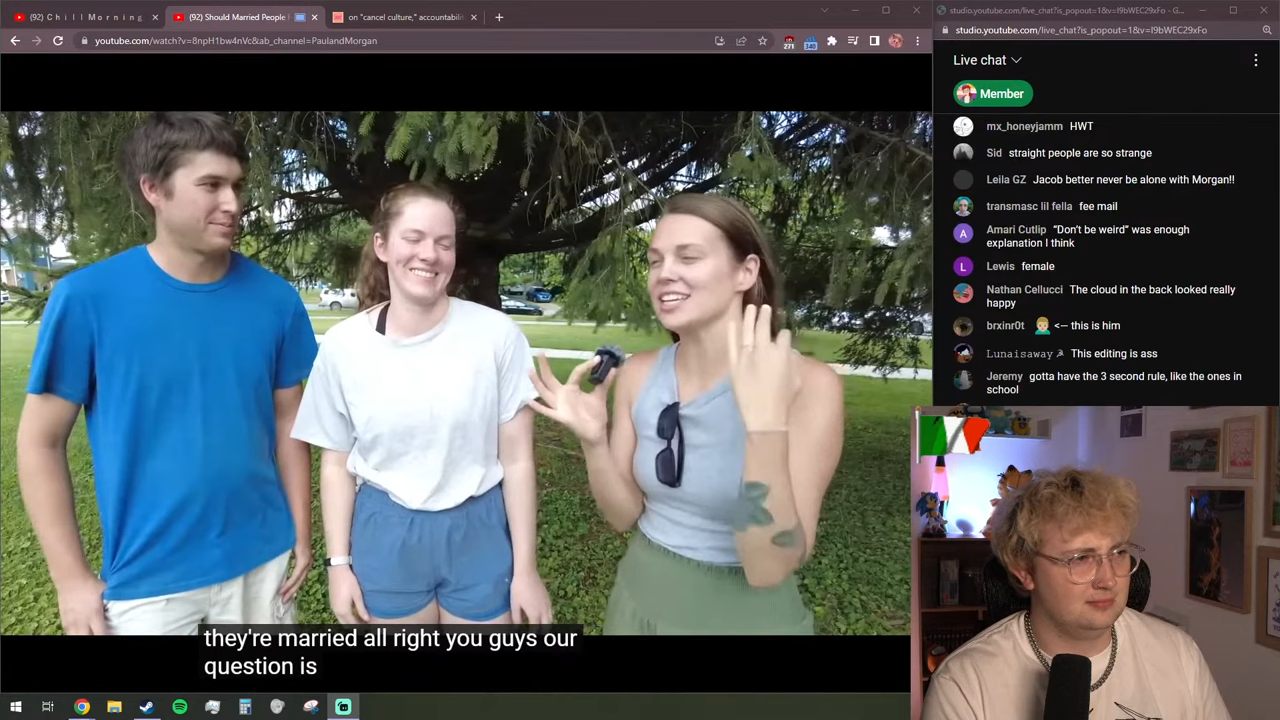 (92) C h i l l M o r n i n g
(92) Should Married People
on "cancel culture," accountabili
youtube.com/watch?v=8npH1bw4nVc&ab_channel=PaulandMorgan
271
340
studio.youtube.com/live_chat?is_popout=1&v=I9bWEC29xFo - G...
studio.youtube.com/live_chat?is_popout=1&v=I9bWEC29xFo
Live chat
Member
mx_honeyjamm HWT
Sid straight people are so strange
Leila GZ Jacob better never be alone with Morgan!!
transmasc lil fella fee mail
Amari Cutlip “Don't be weird” was enough
explanation I think
Lewis female
Nathan Cellucci The cloud in the back looked really
happy
brxinr0t <– this is him
Lunaisaway This editing is ass
Jeremy gotta have the 3 second rule, like the ones in
school
they're married all right you guys our
question is